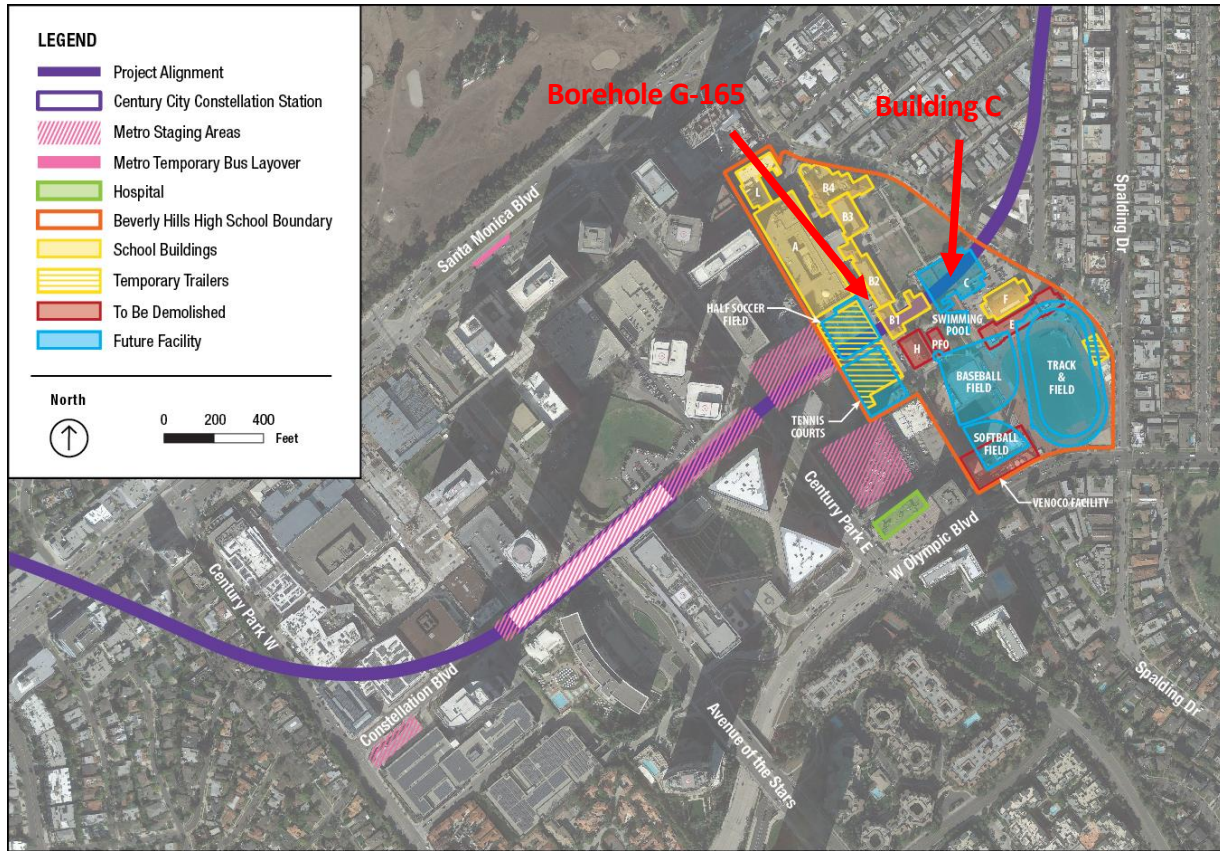 LEGEND
Project Alignment
Century City Constellation Station
Metro Staging Areas
Metro Temporary Bus Layover
Hospital
Beverly Hills High School Boundary
School Buildings
Temporary Trailers
To Be Demolished
Future Facility
North
0 200 400
Feet
Borehole G-165
Building C
Santa Monica Blvd
Spalding Dr
L
A
B4
B3
B2
B1
C
F
E
H
PFO
HALF SOCCER
FIELD
SWIMMING
POOL
BASEBALL
FIELD
TRACK
&
FIELD
SOFTBALL
FIELD
TENNIS
COURTS
VENOCO FACILITY
Century Park E
W Olympic Blvd
Century Park W
Constellation Blvd
Avenue of the Stars
Spalding Dr